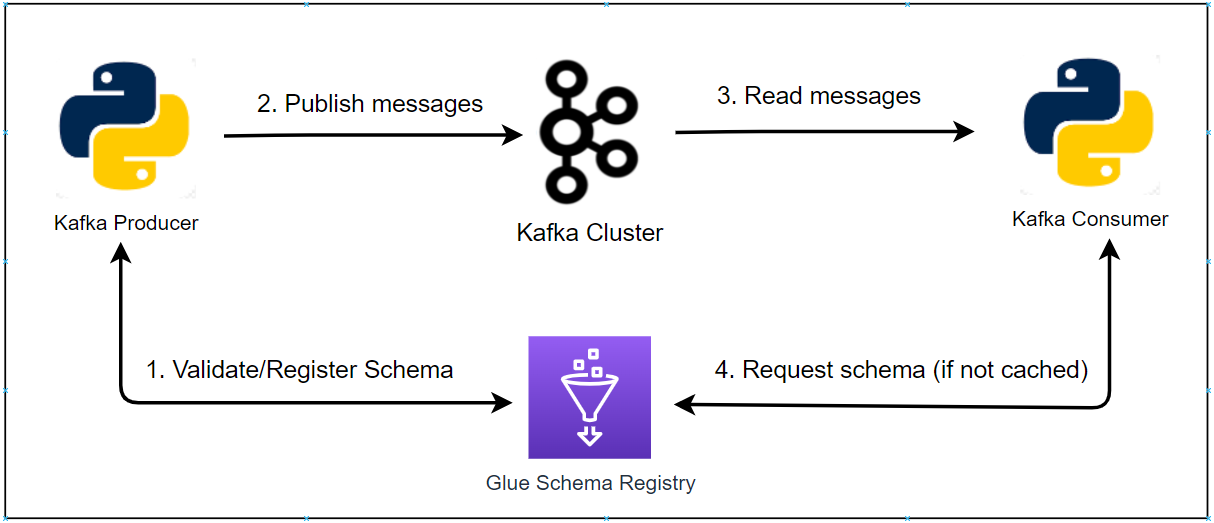 2. Publish messages
3. Read messages
Kafka Producer
Kafka Cluster
Kafka Consumer
1. Validate/Register Schema
4. Request schema (if not cached)
Glue Schema Registry